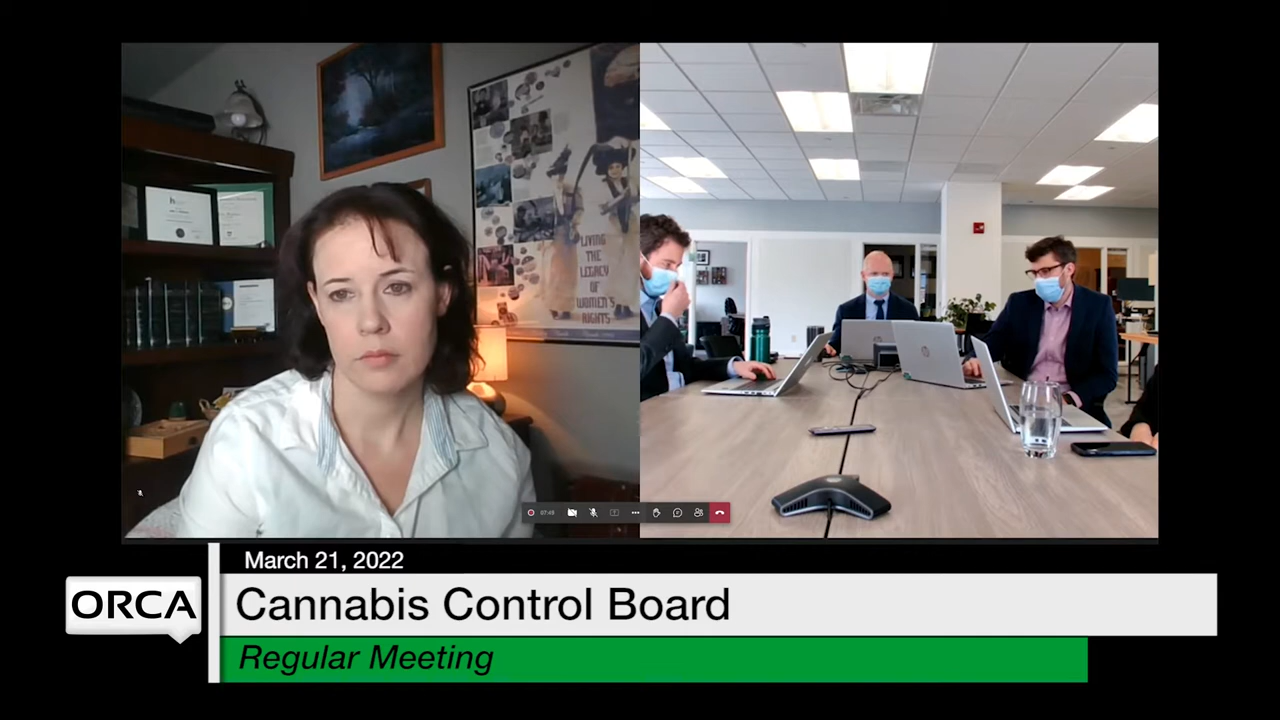 LIVING
THE
LEGACY
OF
WOMEN'S
RIGHTS
07:49
March 21, 2022
ORCA
Cannabis Control Board
Regular Meeting